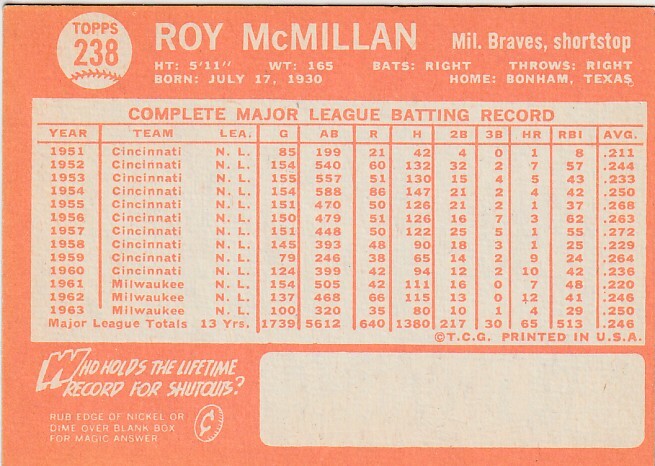 TOPPS
238
ROY McMILLAN
Mil. Braves, shortstop
HT: 5'11" WT: 165 BATS: RIGHT THROWS: RIGHT
BORN: JULY 17, 1930 HOME: BONHAM, TEXAS
COMPLETE MAJOR LEAGUE BATTING RECORD
YEAR TEAM LEA. G AB R H 2B 3B HR RBI AVG.
1951 Cincinnati N. L. 85 199 21 42 4 0 1 8 .211
1952 Cincinnati N. L. 154 540 60 132 32 2 7 57 .244
1953 Cincinnati N. L. 155 557 51 130 15 4 5 43 .233
1954 Cincinnati N. L. 154 588 86 147 21 2 4 42 .250
1955 Cincinnati N. L. 151 470 50 126 21 2 1 37 .268
1956 Cincinnati N. L. 150 479 51 126 16 7 3 62 .263
1957 Cincinnati N. L. 151 448 50 122 25 5 1 55 .272
1958 Cincinnati N. L. 145 393 48 90 18 3 1 25 .229
1959 Cincinnati N. L. 79 246 38 65 14 2 9 24 .264
1960 Cincinnati N. L. 124 399 42 94 12 2 10 42 .236
1961 Milwaukee N. L. 154 505 42 111 16 0 7 48 .220
1962 Milwaukee N. L. 137 468 66 115 13 0 12 41 .246
1963 Milwaukee N. L. 100 320 35 80 10 1 4 29 .250
Major League Totals 13 Yrs. 1739 5612 640 1380 217 30 65 513 .246
©T.C.G. PRINTED IN U.S.A.
WHO HOLDS THE LIFETIME
RECORD FOR SHUTOUTS?
RUB EDGE OF NICKEL OR
DIME OVER BLANK BOX
FOR MAGIC ANSWER